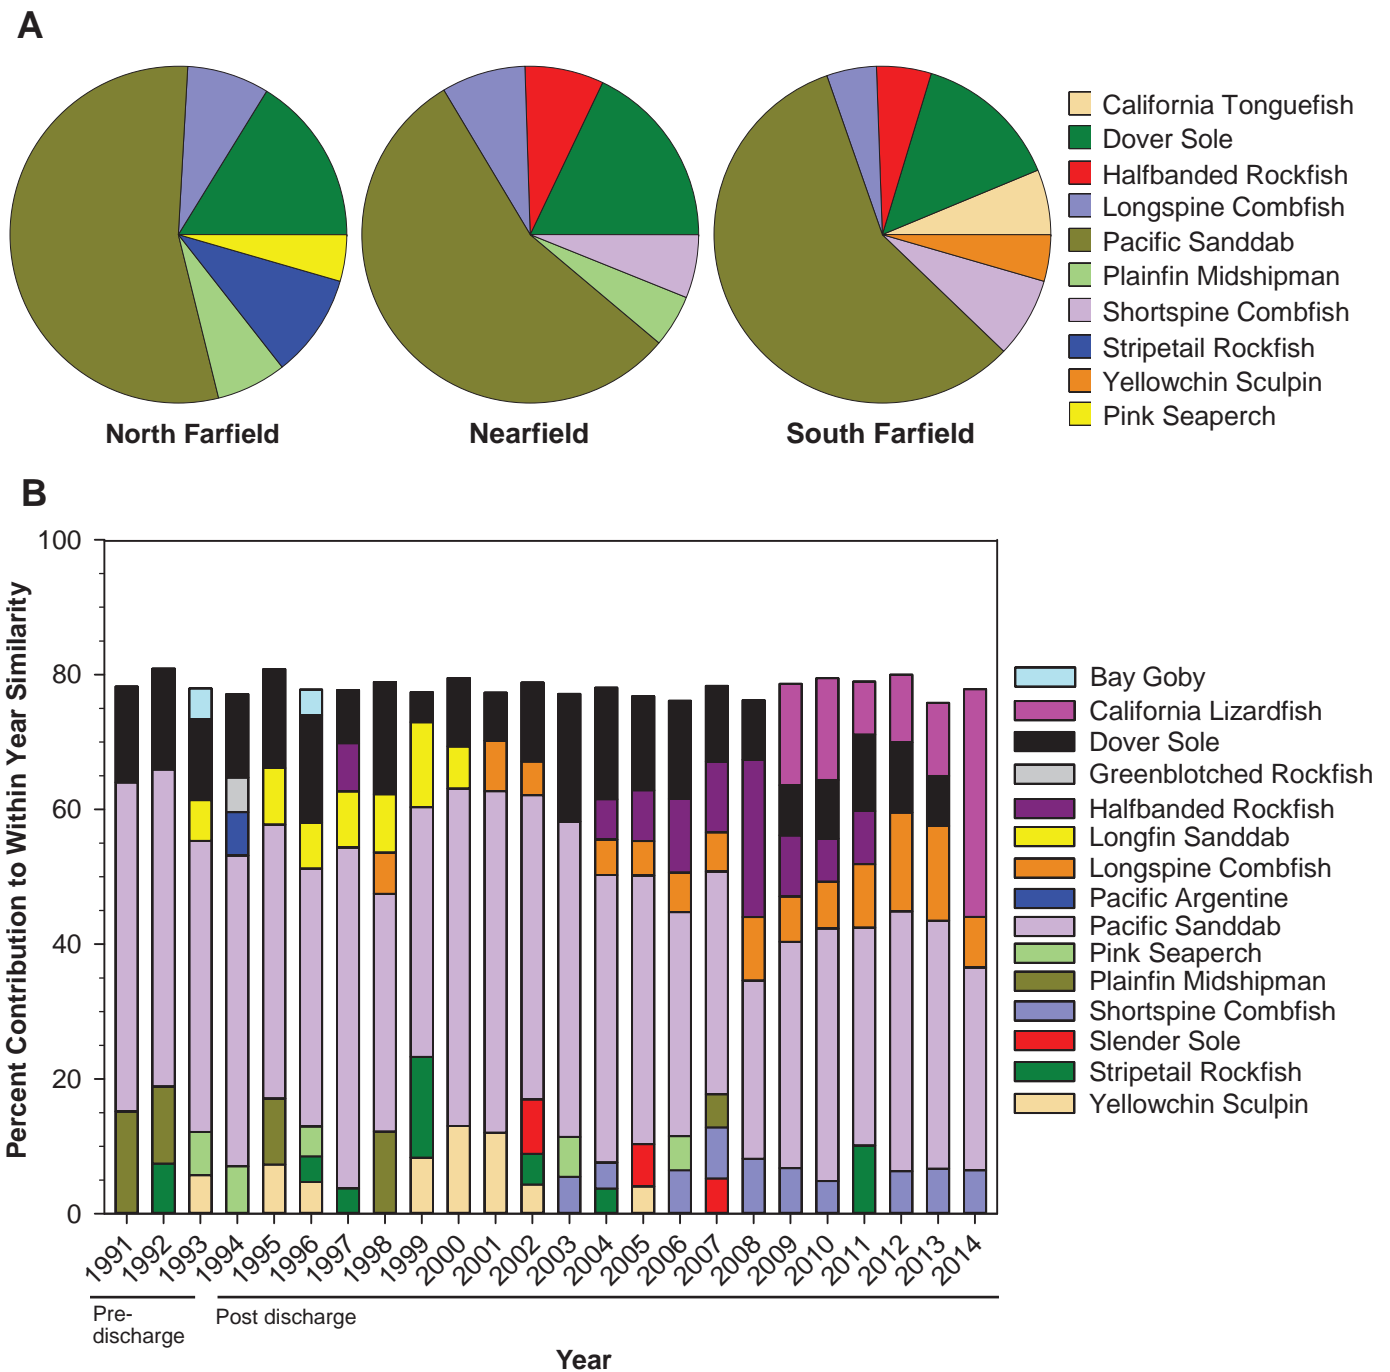 A
California Tonguefish
Dover Sole
Halfbanded Rockfish
Longspine Combfish
Pacific Sanddab
Plainfin Midshipman
Shortspine Combfish
Stripetail Rockfish
Yellowchin Sculpin
Pink Seaperch
North Farfield
Nearfield
South Farfield
B
Percent Contribution to Within Year Similarity
100
80
60
40
20
0
Bay Goby
California Lizardfish
Dover Sole
Greenblotched Rockfish
Halfbanded Rockfish
Longfin Sanddab
Longspine Combfish
Pacific Argentine
Pacific Sanddab
Pink Seaperch
Plainfin Midshipman
Shortspine Combfish
Slender Sole
Stripetail Rockfish
Yellowchin Sculpin
1991
1992
1993
1994
1995
1996
1997
1998
1999
2000
2001
2002
2003
2004
2005
2006
2007
2008
2009
2010
2011
2012
2013
2014
Pre-
discharge
Post discharge
Year